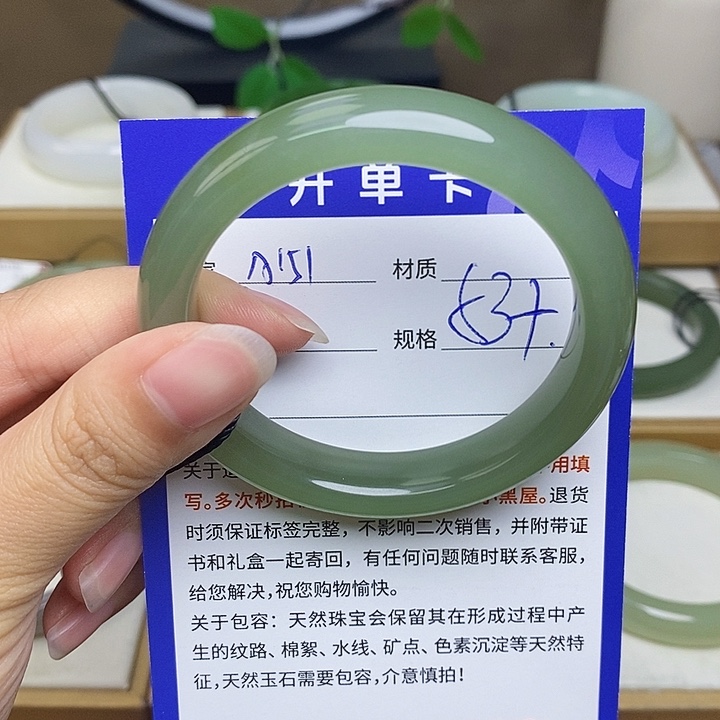 开单卡
A151 材质
规格
关于
用填
写。多次秒拍 小黑屋。退货
时须保证标签完整，不影响二次销售，并附带证
书和礼盒一起寄回，有任何问题随时联系客服，
给您解决，祝您购物愉快。
关于包容：天然珠宝会保留其在形成过程中产
生的纹路、棉絮、水线、矿点、色素沉淀等天然特
征，天然玉石需要包容，介意慎拍！